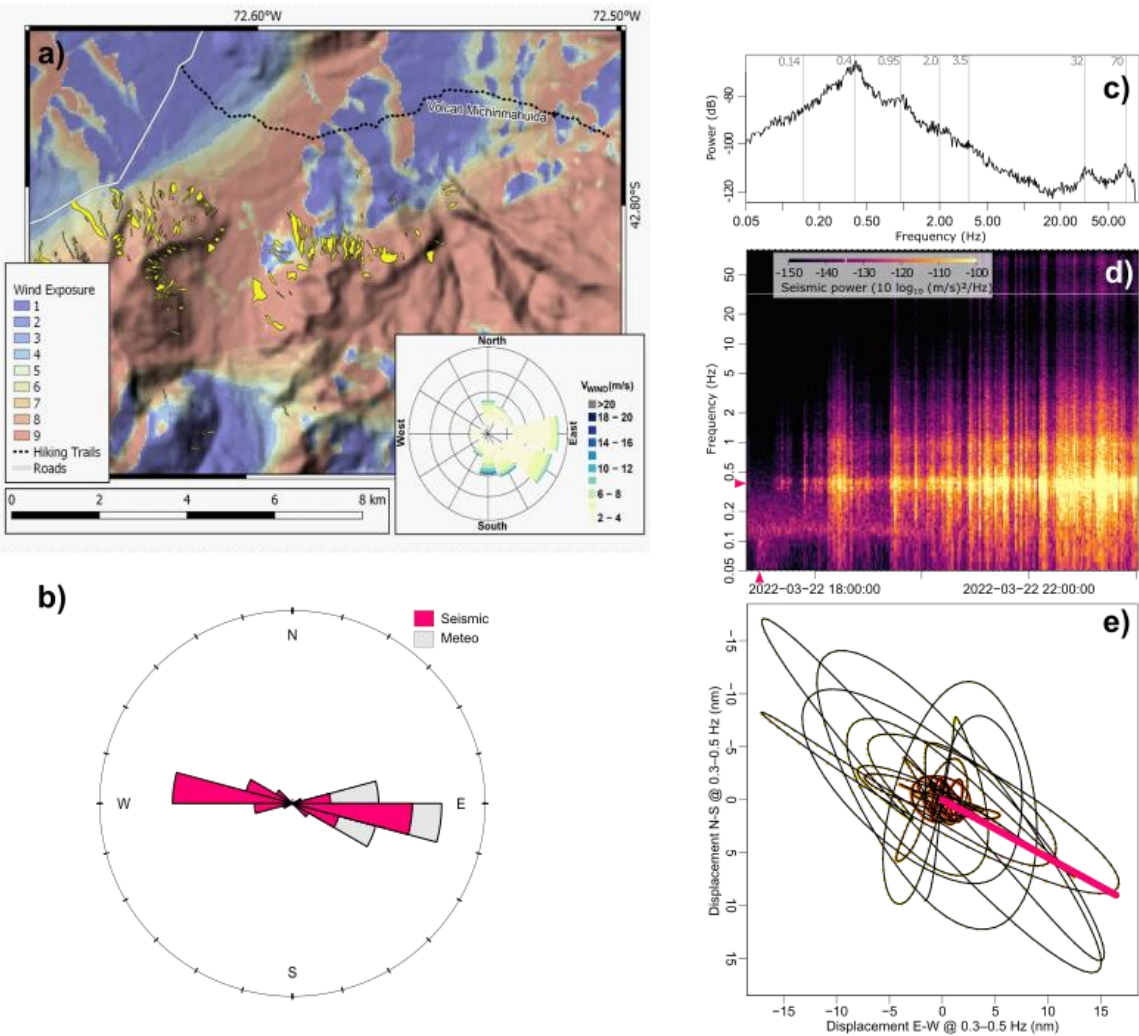 72.60°W
72.50°W
a)
Volcan Michinmahuida
42.80°S
Wind Exposure
1
2
3
4
5
6
7
8
9
Hiking Trails
Roads
0 2 4 6 8 km
North
West
East
South
V_WIND(m/s)
>20
18 – 20
14 – 16
10 – 12
6 – 8
2 – 4
b)
Seismic
Meteo
N
W
E
S
c)
0.14 0.4 0.95 2.0 3.5 32 70
Power (dB)
-80
-100
-120
0.05 0.20 0.50 2.00 5.00 20.00 50.00
Frequency (Hz)
d)
-150 -140 -130 -120 -110 -100
Seismic power (10 log₁₀ (m/s)²/Hz)
Frequency (Hz)
50
20
10
5
2
1
0.5
0.2
0.1
0.05
2022−03−22 18:00:00
2022−03−22 22:00:00
e)
Displacement N-S @ 0.3–0.5 Hz (nm)
−15
−10
−5
0
5
10
15
−15 −10 −5 0 5 10 15
Displacement E-W @ 0.3–0.5 Hz (nm)